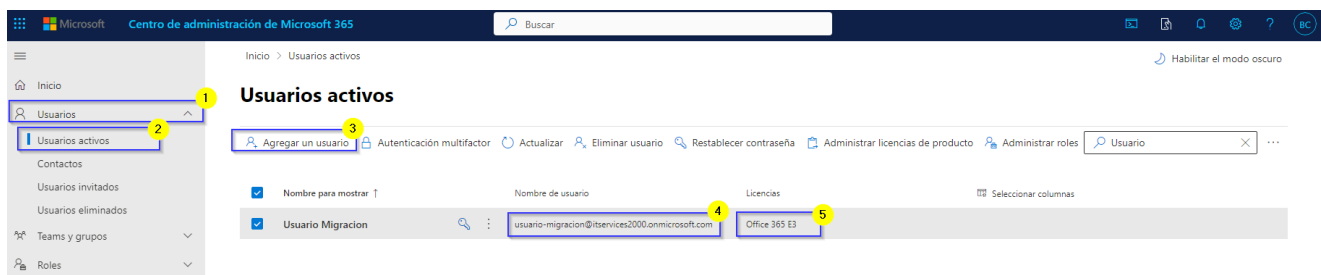 Microsoft Centro de administración de Microsoft 365 Buscar BC
Inicio > Usuarios activos Habilitar el modo oscuro
Inicio
Usuarios activos
1
Usuarios
2
Usuarios activos
3
Agregar un usuario Autenticación multifactor Actualizar Eliminar usuario Restablecer contraseña Administrar licencias de producto Administrar roles Usuario
Contactos
Usuarios invitados
Usuarios eliminados
Nombre para mostrar ↑ Nombre de usuario Licencias Seleccionar columnas
4
5
Usuario Migracion usuario-migracion@itservices2000.onmicrosoft.com Office 365 E3
Teams y grupos
Roles